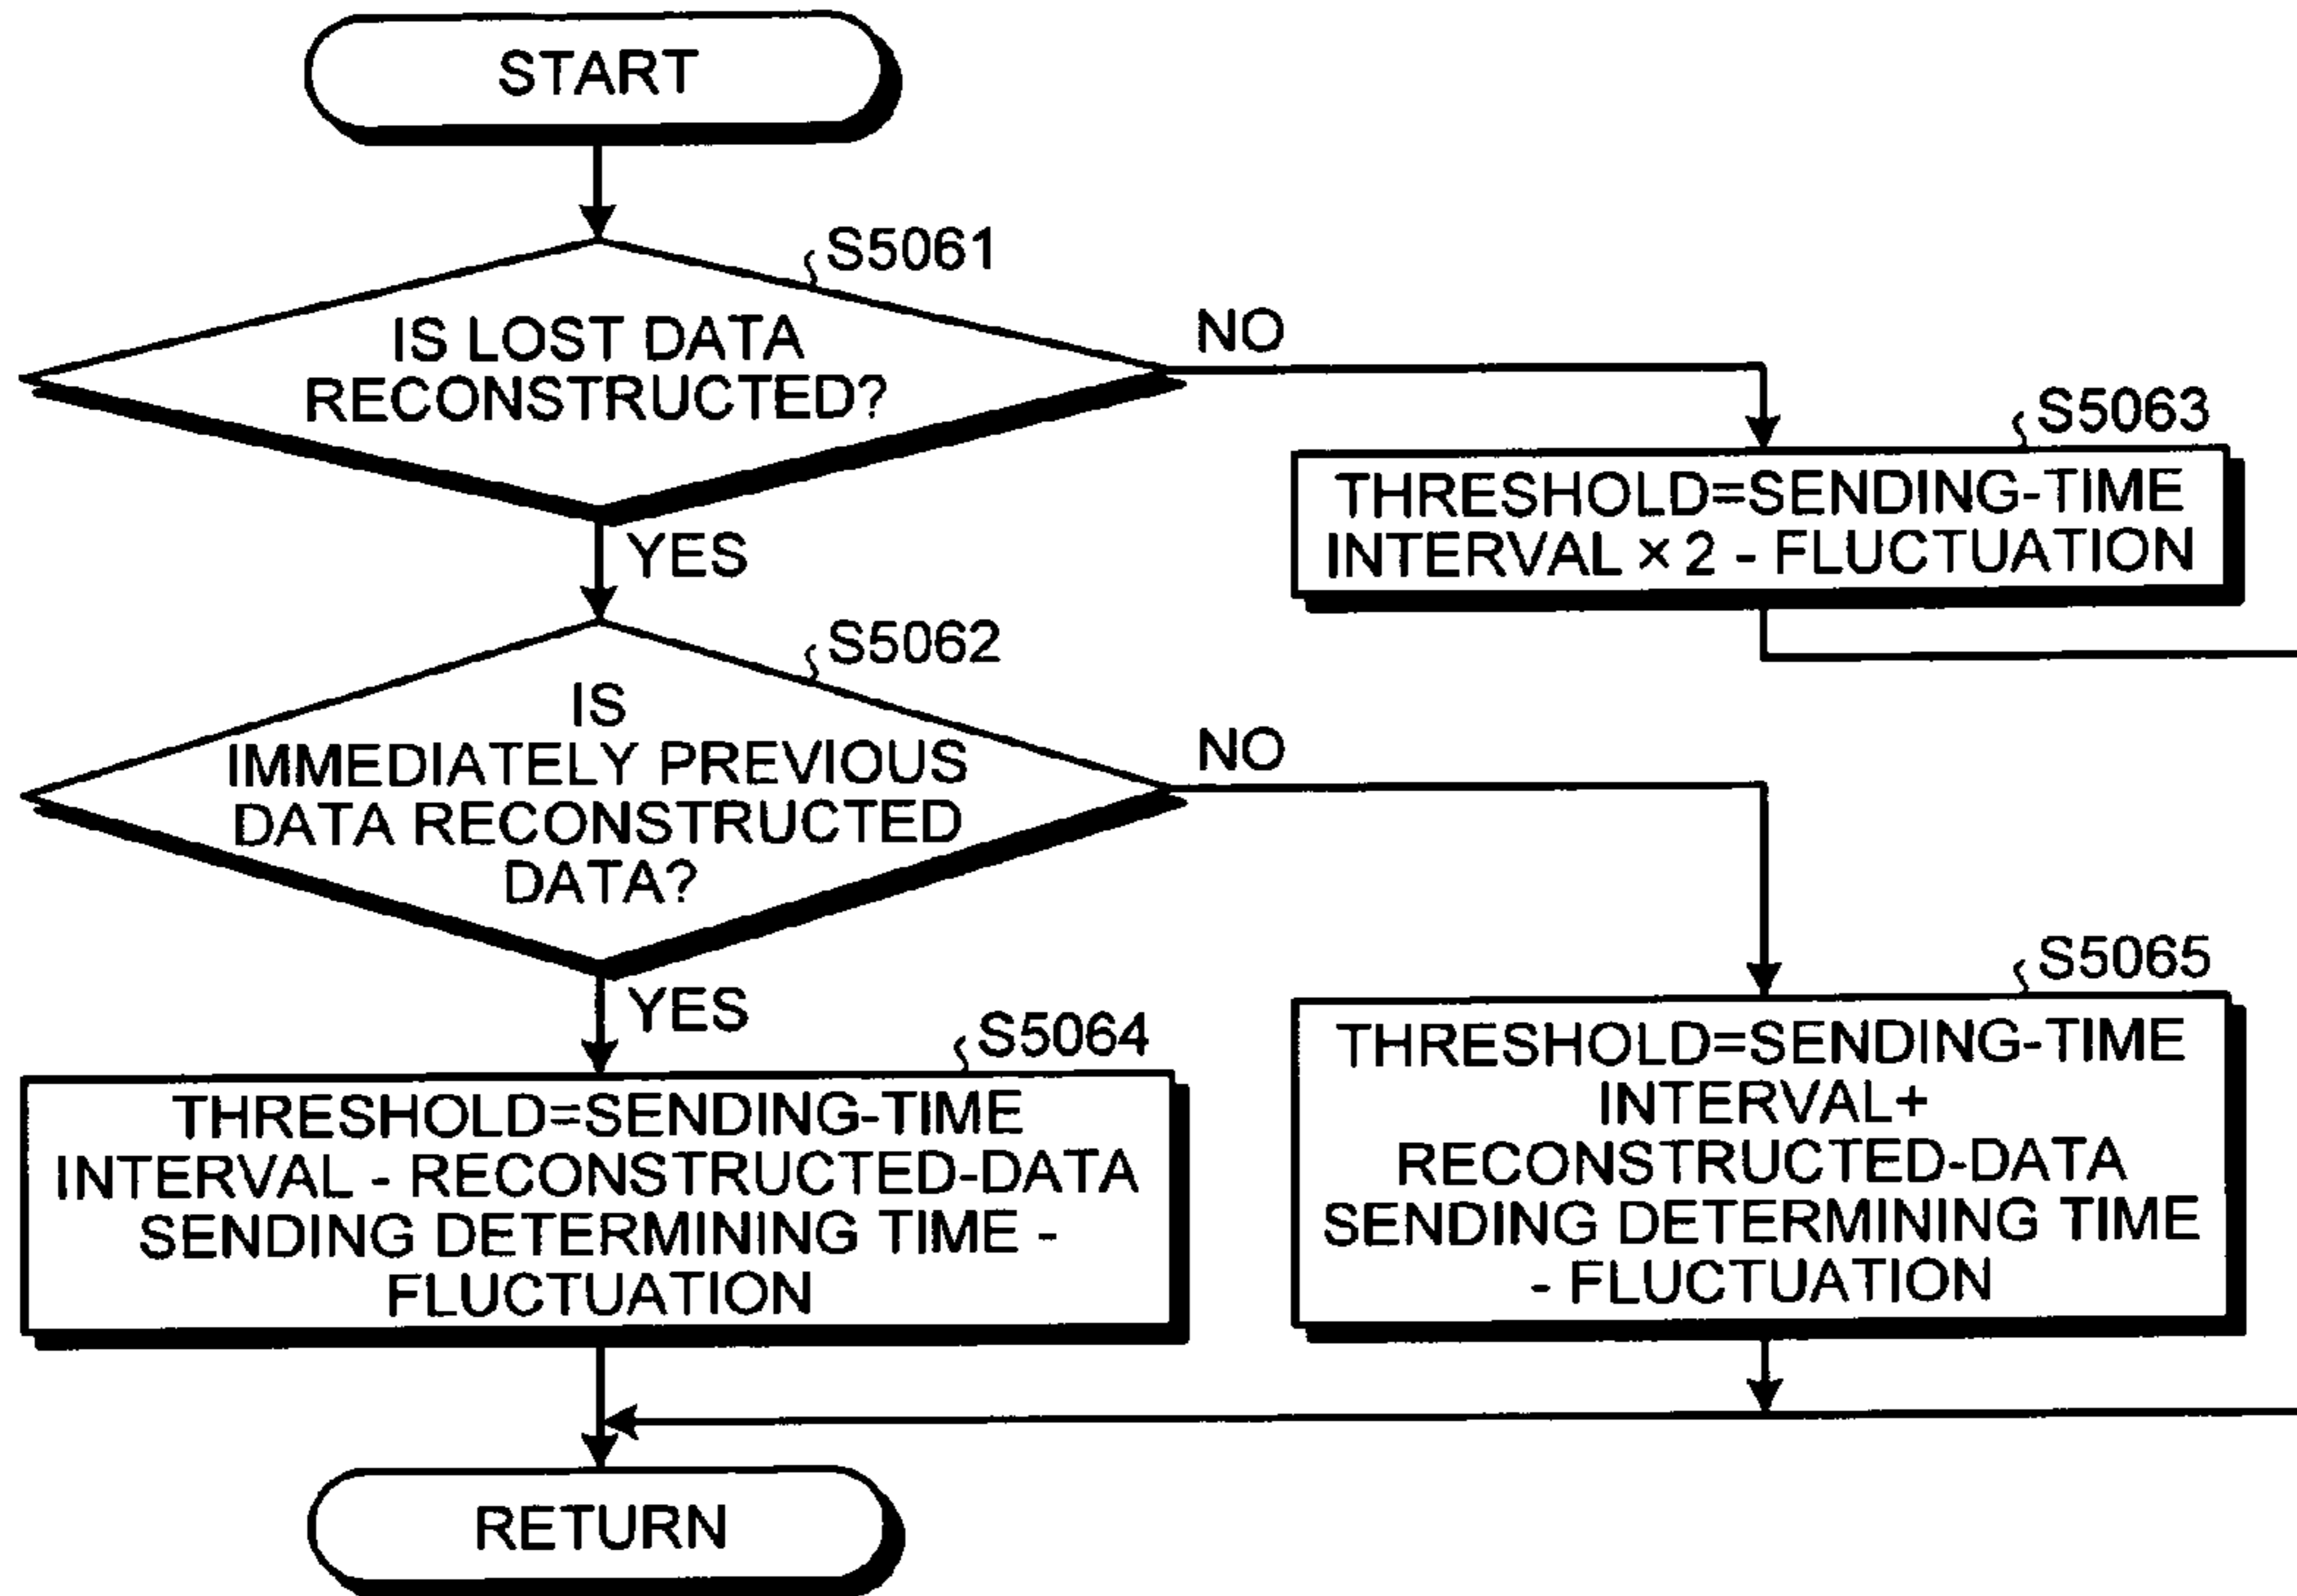 START
S5061
IS LOST DATA
RECONSTRUCTED?
NO
S5063
THRESHOLD=SENDING-TIME
INTERVAL × 2 - FLUCTUATION
YES
S5062
IS
IMMEDIATELY PREVIOUS
DATA RECONSTRUCTED
DATA?
NO
S5065
THRESHOLD=SENDING-TIME
INTERVAL+
RECONSTRUCTED-DATA
SENDING DETERMINING TIME
- FLUCTUATION
YES
S5064
THRESHOLD=SENDING-TIME
INTERVAL - RECONSTRUCTED-DATA
SENDING DETERMINING TIME -
FLUCTUATION
RETURN